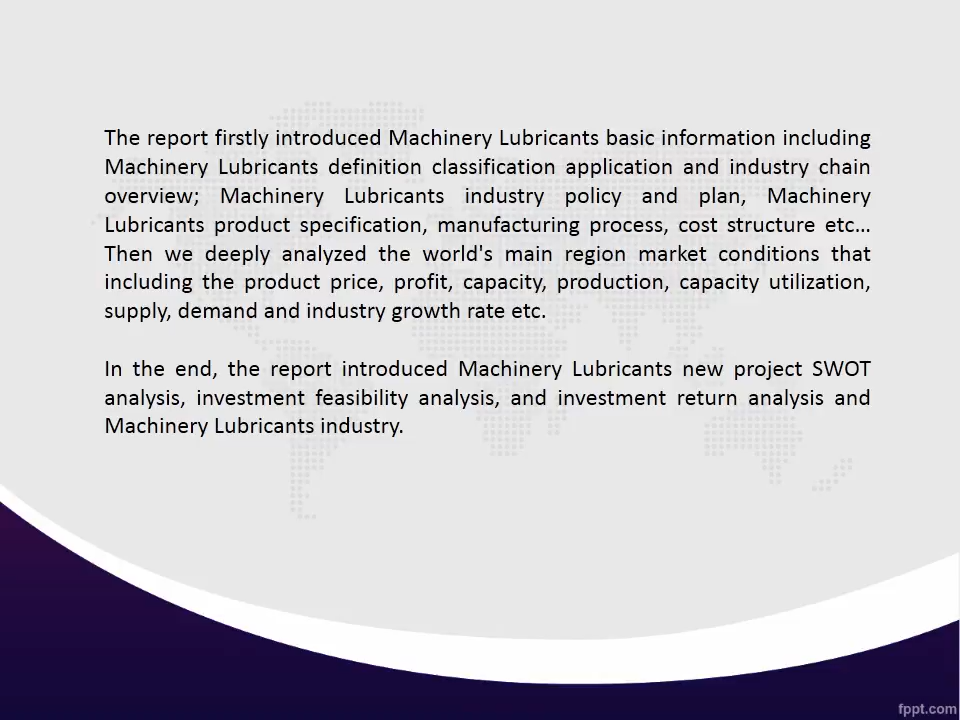 The report firstly introduced Machinery Lubricants basic information including
Machinery Lubricants definition classification application and industry chain
overview; Machinery Lubricants industry policy and plan, Machinery
Lubricants product specification, manufacturing process, cost structure etc…
Then we deeply analyzed the world's main region market conditions that
including the product price, profit, capacity, production, capacity utilization,
supply, demand and industry growth rate etc.
In the end, the report introduced Machinery Lubricants new project SWOT
analysis, investment feasibility analysis, and investment return analysis and
Machinery Lubricants industry.
fppt.com